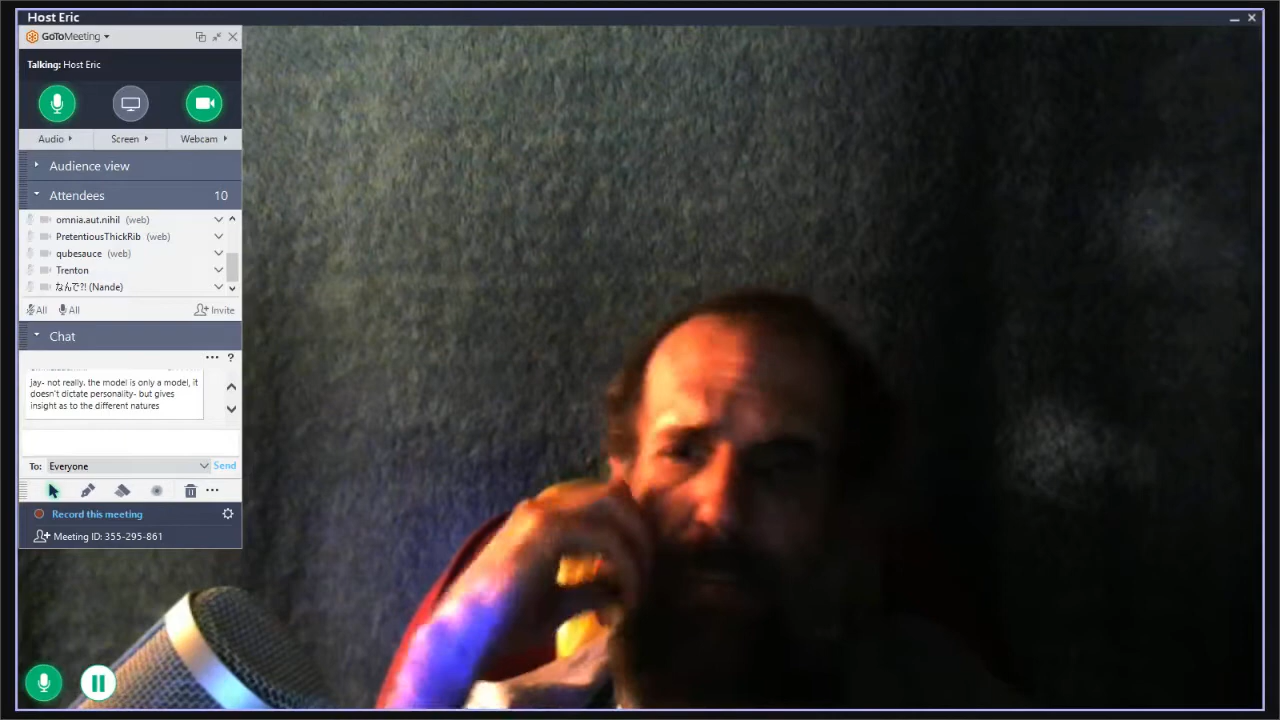 Host Eric
GoToMeeting
Talking: Host Eric
Audio
Screen
Webcam
Audience view
Attendees 10
omnia.aut.nihil (web)
PretentiousThickRib (web)
qubesauce (web)
Trenton
なんで?! (Nande)
All
All
Invite
Chat
?
jay- not really. the model is only a model, it
doesn't dictate personality- but gives
insight as to the different natures
To: Everyone
Send
Record this meeting
Meeting ID: 355-295-861